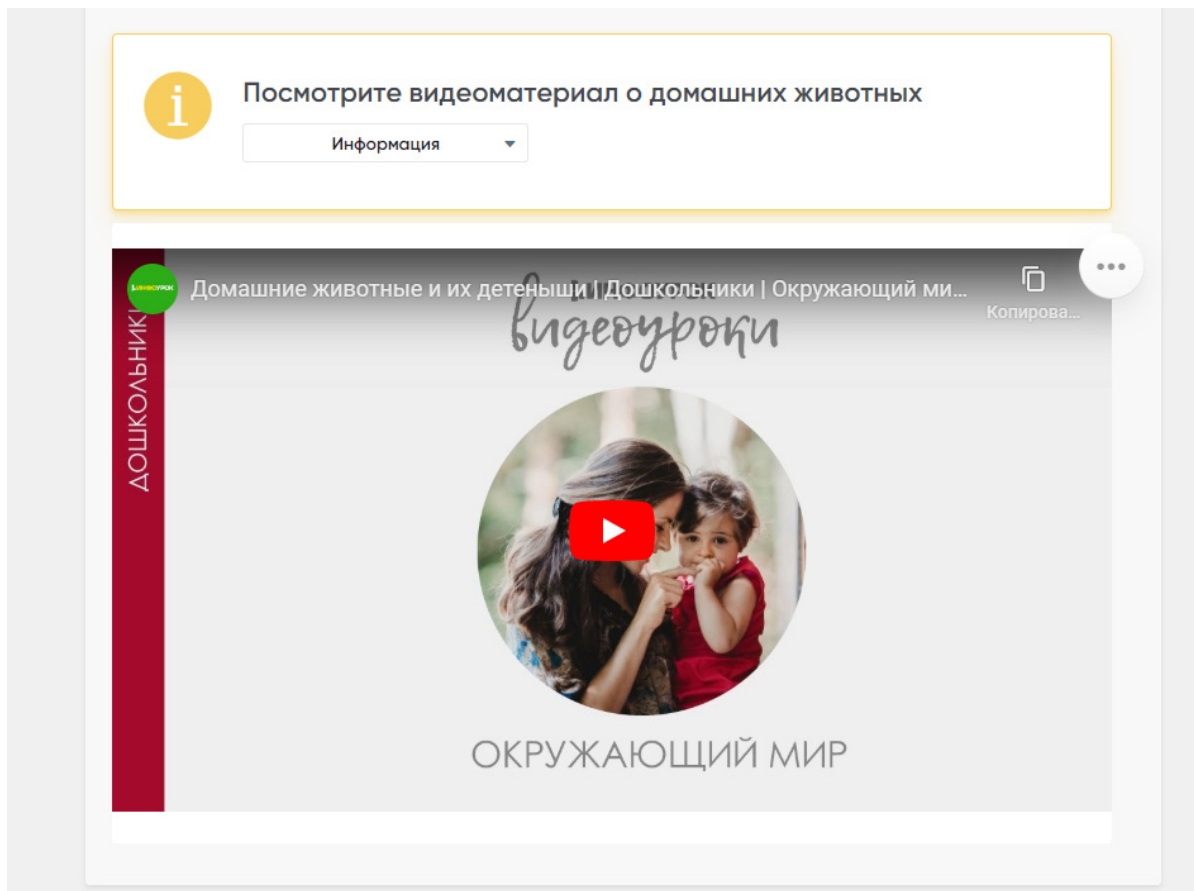 Посмотрите видеоматериал о домашних животных
Информация
Домашние животные и их детеныши | Дошкольники | Окружающий ми...
Копирова...
видеоуроки
ДОШКОЛЬНИКИ
ОКРУЖАЮЩИЙ МИР